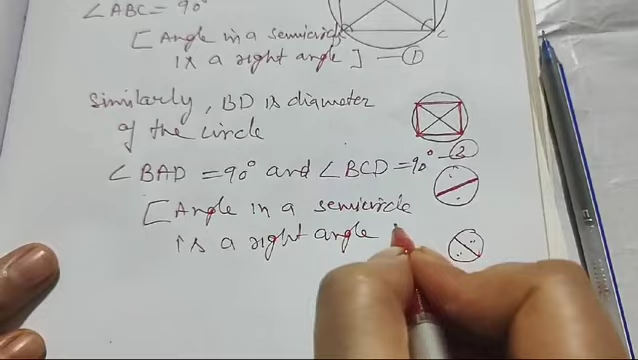 ∠ABC = 90°
[Angle in a semicircle
is a right angle] — ①
C
Similarly, BD is diameter
of the circle
∠BAD = 90° and ∠BCD = 90° — ②
[Angle in a semicircle
is a right angle